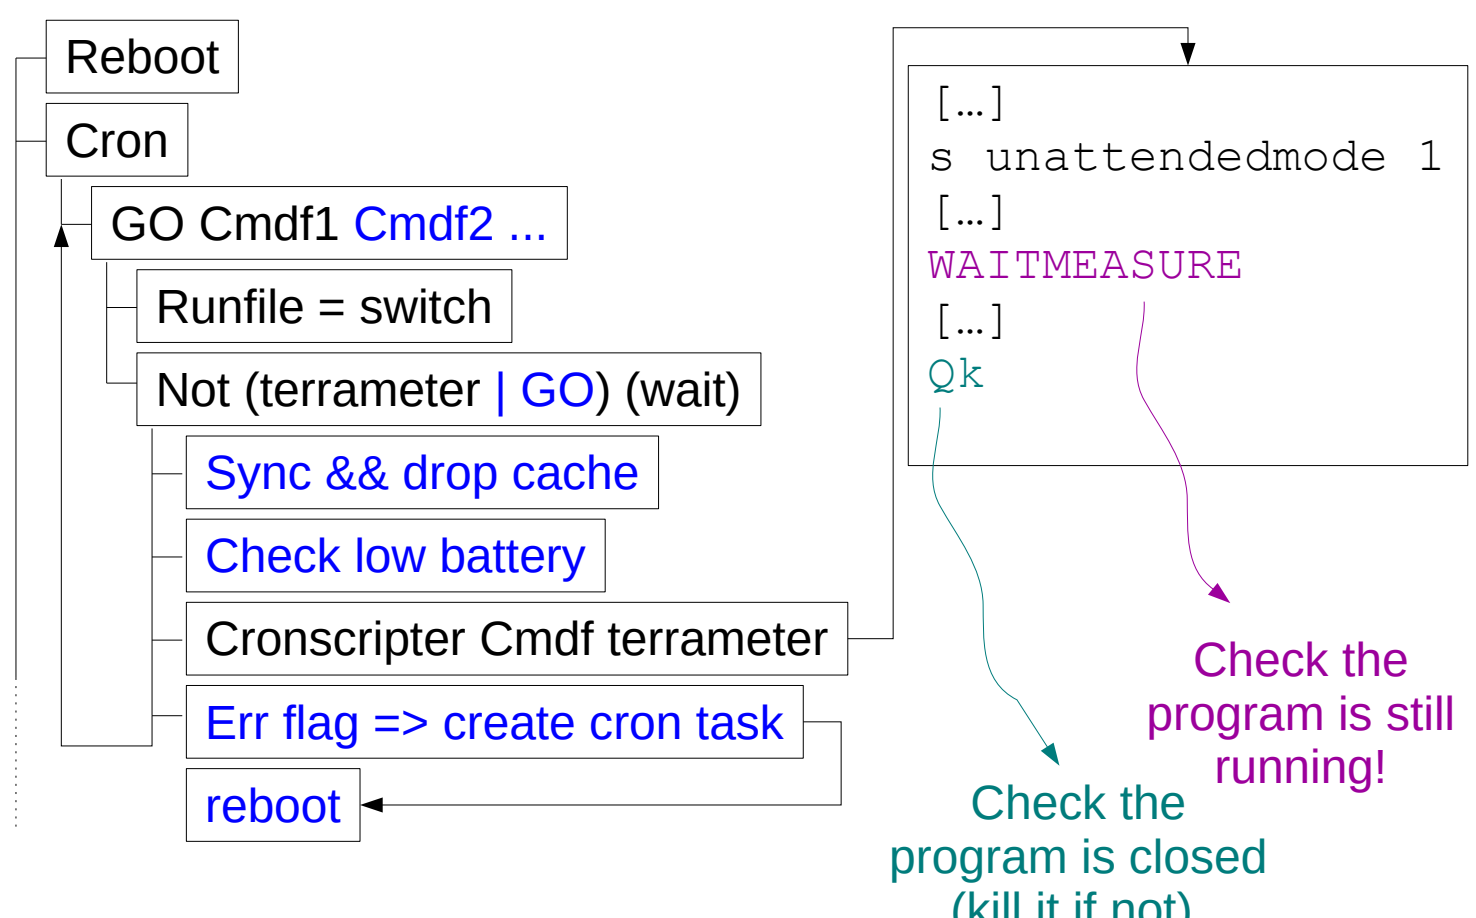 Reboot
Cron
GO Cmdf1 Cmdf2 ...
Runfile = switch
Not (terrameter | GO) (wait)
Sync && drop cache
Check low battery
Cronscripter Cmdf terrameter
Err flag => create cron task
reboot
[…]
s unattendedmode 1
[…]
WAITMEASURE
[…]
Qk
Check the
program is still
running!
Check the
program is closed
(kill it if not)